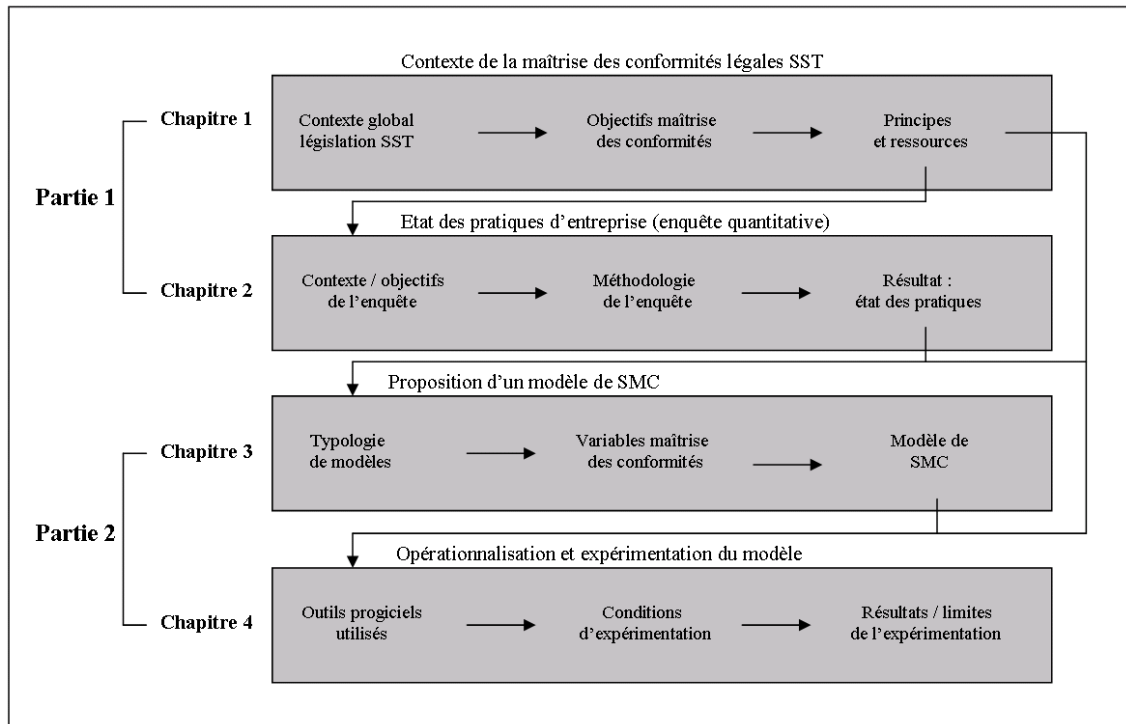 Contexte de la maîtrise des conformités légales SST
Partie 1
Chapitre 1
Contexte global
législation SST
Objectifs maîtrise
des conformités
Principes
et ressources
Etat des pratiques d'entreprise (enquête quantitative)
Chapitre 2
Contexte / objectifs
de l'enquête
Méthodologie
de l'enquête
Résultat :
état des pratiques
Proposition d'un modèle de SMC
Partie 2
Chapitre 3
Typologie
de modèles
Variables maîtrise
des conformités
Modèle de
SMC
Opérationnalisation et expérimentation du modèle
Chapitre 4
Outils progiciels
utilisés
Conditions
d'expérimentation
Résultats / limites
de l'expérimentation